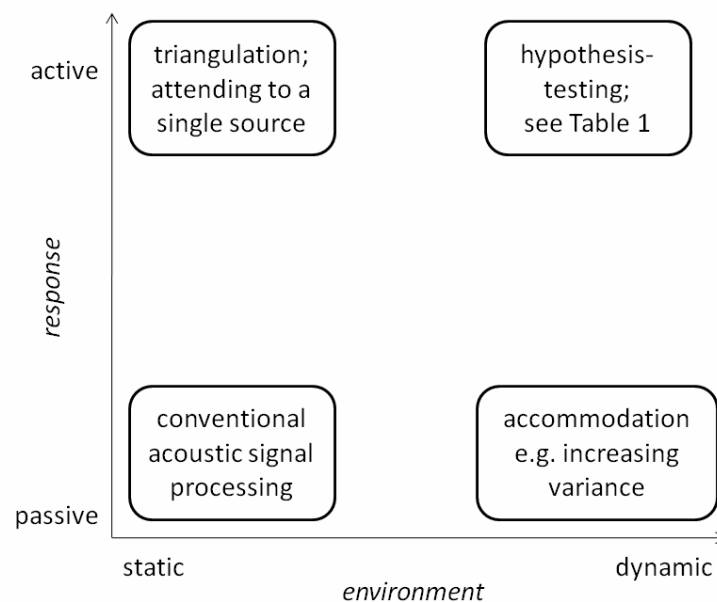 active
triangulation;
attending to a
single source
hypothesis-
testing;
see Table 1
response
conventional
acoustic signal
processing
accommodation
e.g. increasing
variance
passive
static
dynamic
environment